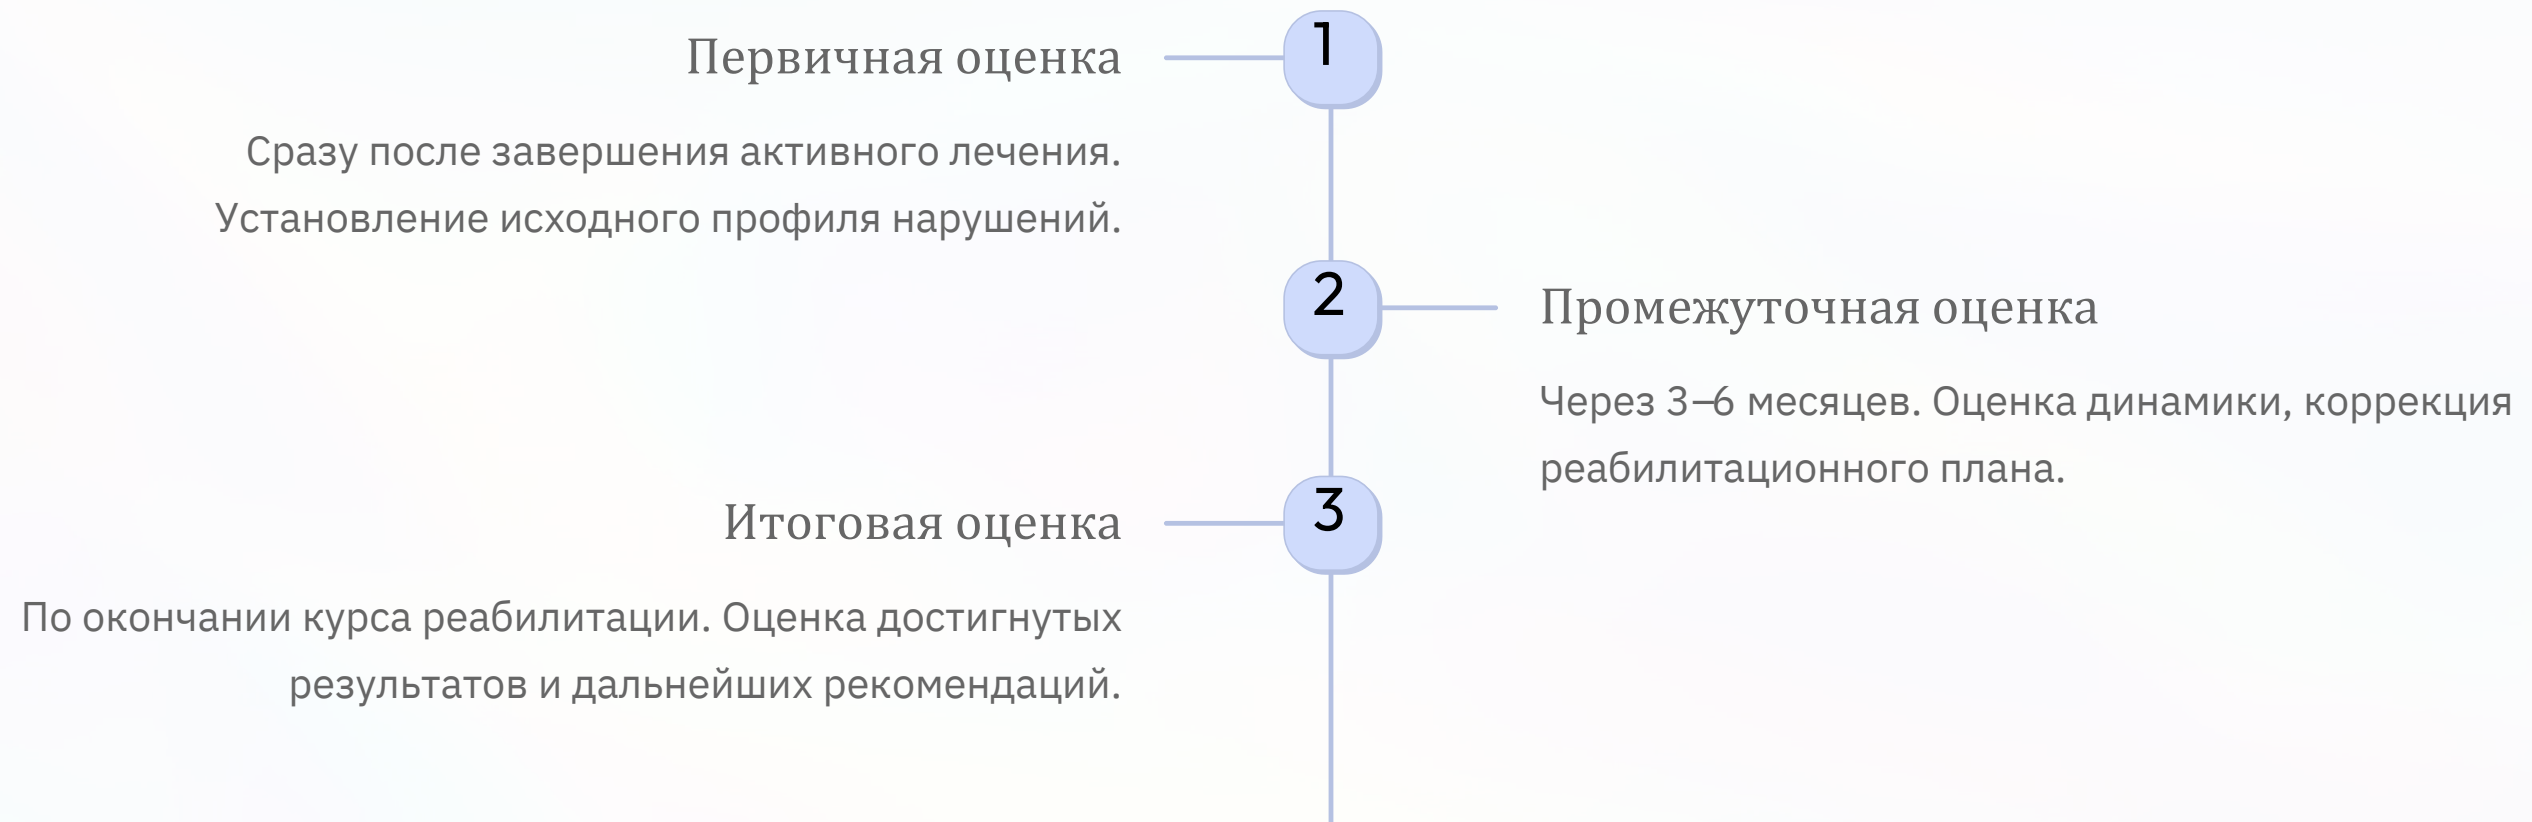 1
Первичная оценка
Сразу после завершения активного лечения.
Установление исходного профиля нарушений.
2
Промежуточная оценка
Через 3–6 месяцев. Оценка динамики, коррекция
реабилитационного плана.
3
Итоговая оценка
По окончании курса реабилитации. Оценка достигнутых
результатов и дальнейших рекомендаций.